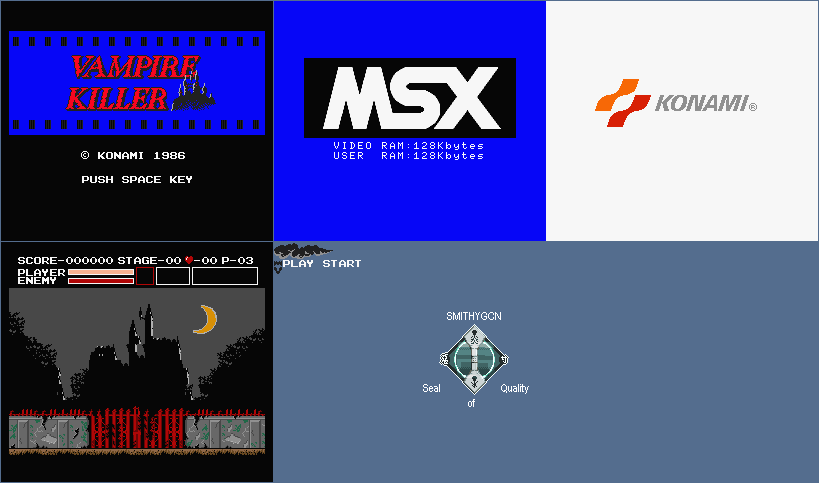 VAMPIRE
KILLER
© KONAMI 1986
PUSH SPACE KEY
MSX
VIDEO RAM:128Kbytes
USER RAM:128Kbytes
KONAMI®
SCORE-000000 STAGE-00 -00 P-03
PLAYER
ENEMY
PLAY START
SMITHYGCN
Seal of Quality